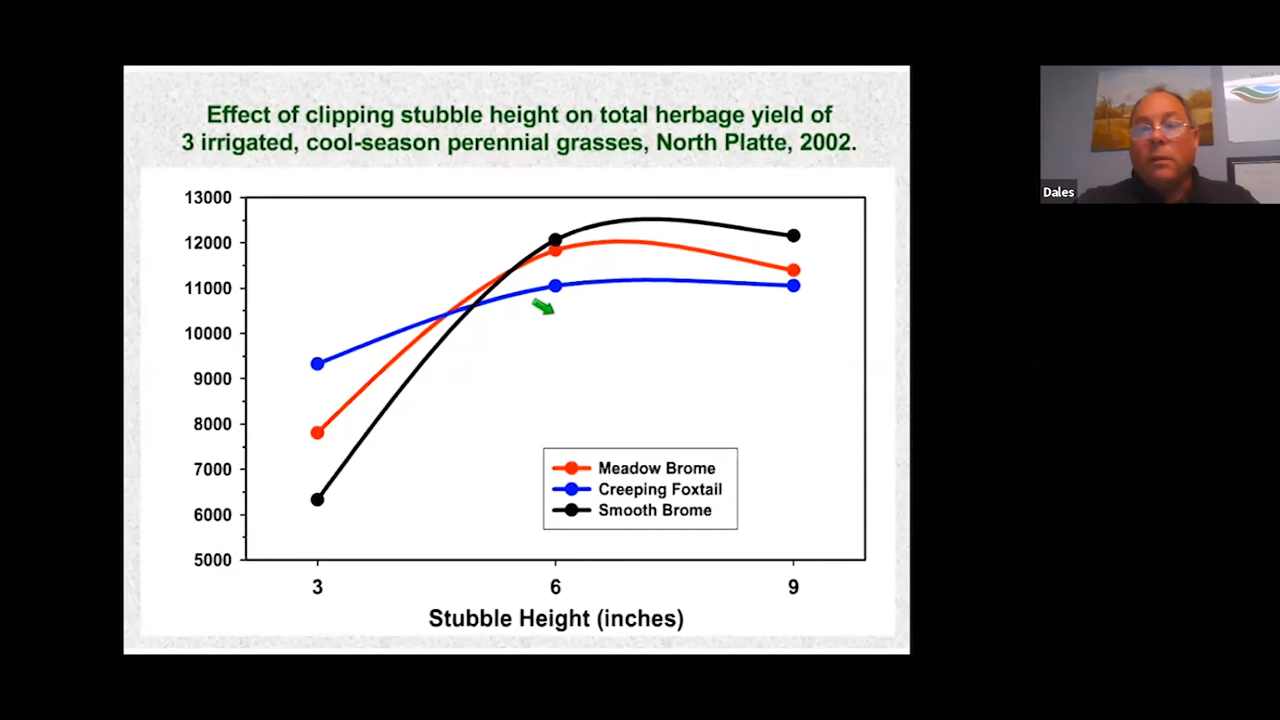 Effect of clipping stubble height on total herbage yield of
3 irrigated, cool-season perennial grasses, North Platte, 2002.
13000
12000
11000
10000
9000
8000
7000
6000
5000
3
6
9
Stubble Height (inches)
Meadow Brome
Creeping Foxtail
Smooth Brome
Dales